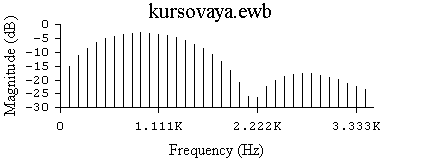 kursovaya.ewb
Magnitude (dB)
0
-5
-10
-15
-20
-25
-30
0 1.111K 2.222K 3.333K
Frequency (Hz)